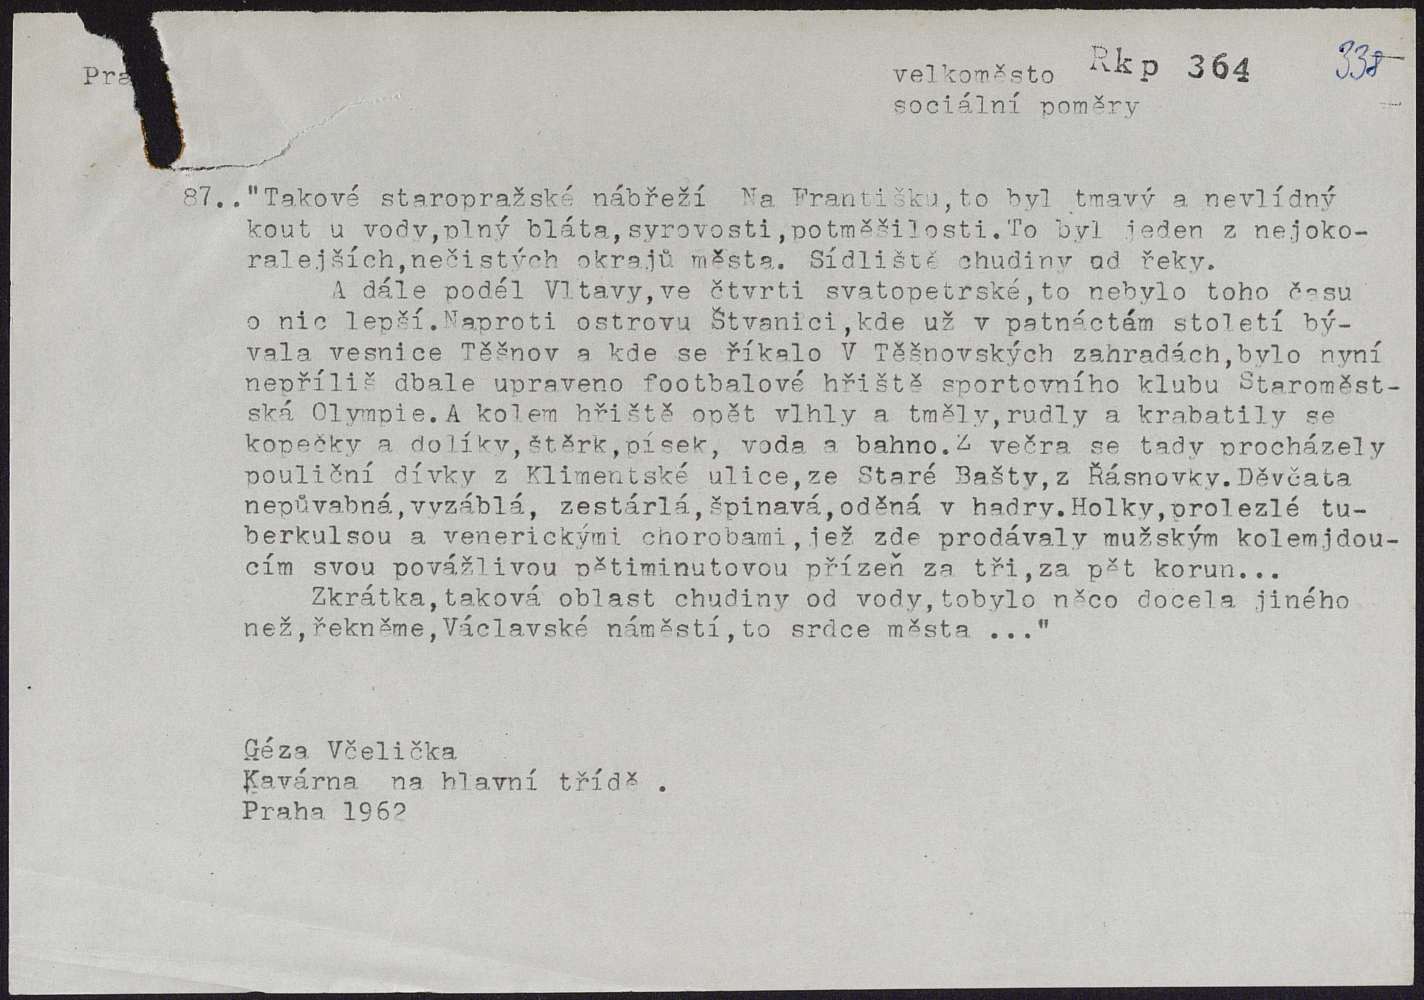 Pra
velkoměsto Rkp 364 338
sociální poměry
87.."Takové staropražské nábřeží Na Františku,to byl tmavý a nevlídný
kout u vody,plný bláta,syrovosti,potměšilosti.To byl jeden z nejoko-
ralejších,nečistých okrajů města. Sídliště chudiny od řeky.
A dále podél Vltavy,ve čtvrti svatopetrské,to nebylo toho času
o nic lepší.Naproti ostrovu Štvanici,kde už v patnáctém století bý-
vala vesnice Těšnov a kde se říkalo V Těšnovských zahradách,bylo nyní
nepříliš dbale upraveno footbalové hřiště sportovního klubu Staroměst-
ská Olympie.A kolem hřiště opět vlhly a tměly,rudly a krabatily se
kopečky a dolíky,štěrk,písek, voda a bahno.Z večra se tady procházely
pouliční dívky z Klimentské ulice,ze Staré Bašty,z Řásnovky.Děvčata
nepůvabná,vyzáblá, zestárlá,špinavá,oděná v hadry.Holky,prolezlé tu-
berkulsou a venerickými chorobami,jež zde prodávaly mužským kolemjdou-
cím svou povážlivou pětiminutovou přízeň za tři,za pět korun...
Zkrátka,taková oblast chudiny od vody,tobylo něco docela jiného
než,řekněme,Václavské náměstí,to srdce města ..."
Géza Včelička
Kavárna na hlavní třídě .
Praha 1962